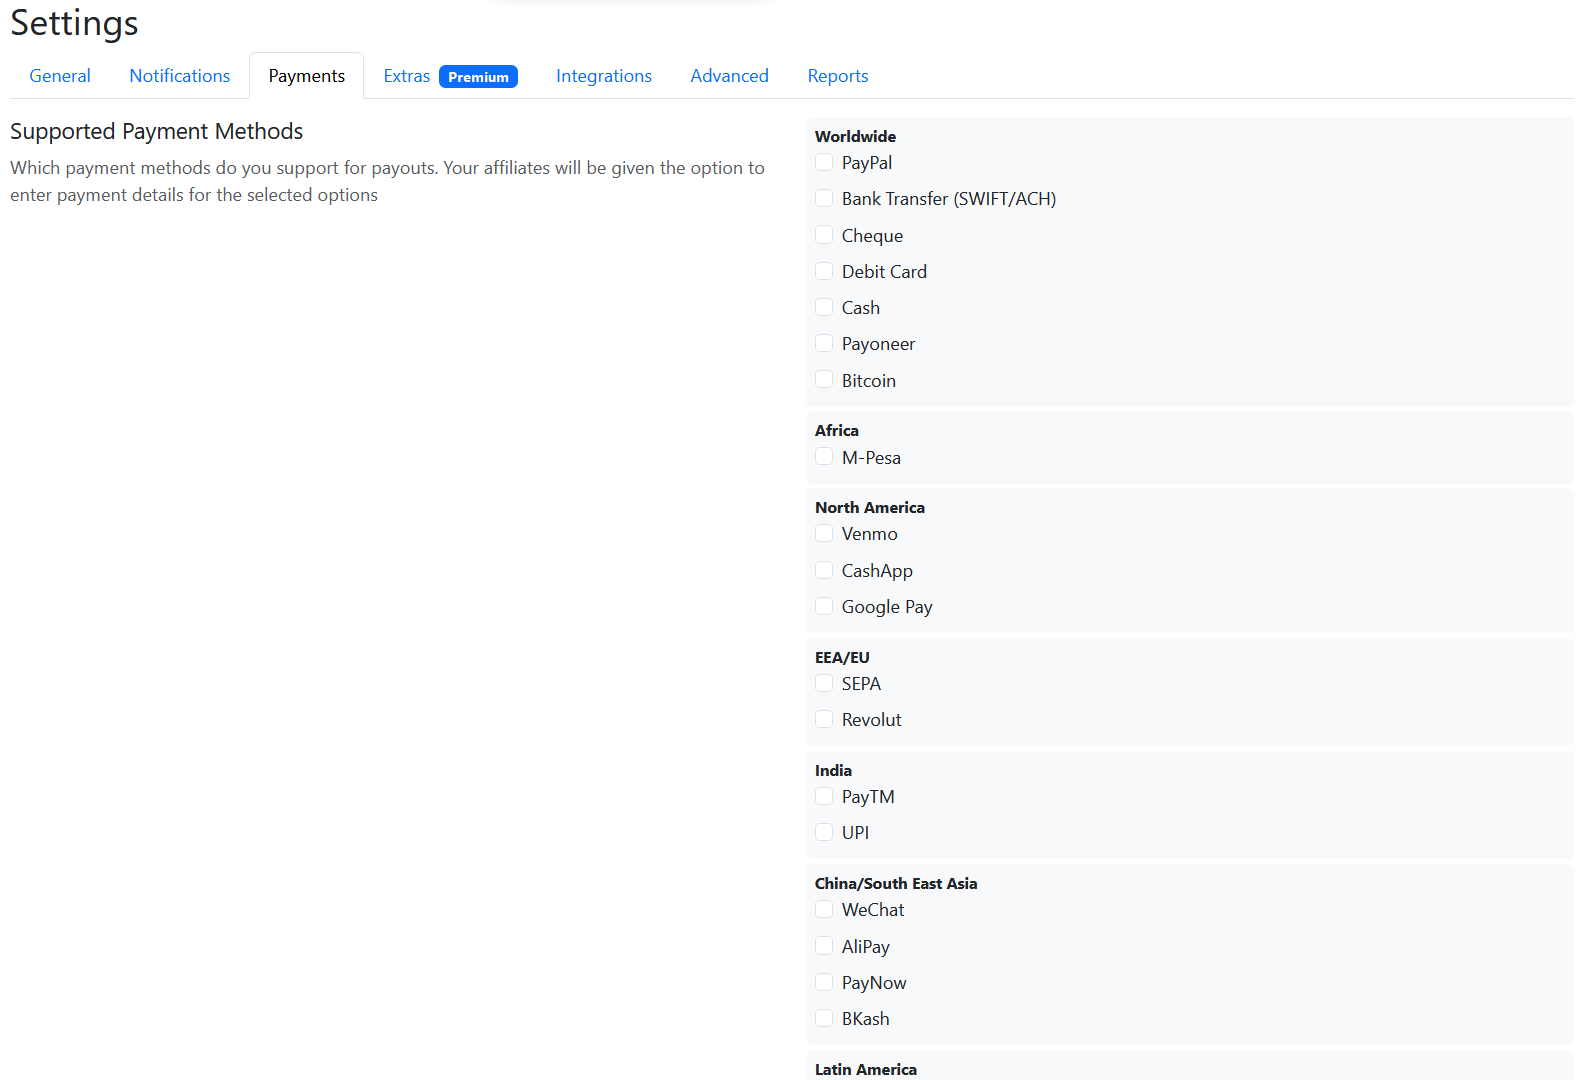 Settings
General Notifications Payments Extras Premium Integrations Advanced Reports
Supported Payment Methods
Which payment methods do you support for payouts. Your affiliates will be given the option to
enter payment details for the selected options
Worldwide
PayPal
Bank Transfer (SWIFT/ACH)
Cheque
Debit Card
Cash
Payoneer
Bitcoin
Africa
M-Pesa
North America
Venmo
CashApp
Google Pay
EEA/EU
SEPA
Revolut
India
PayTM
UPI
China/South East Asia
WeChat
AliPay
PayNow
BKash
Latin America